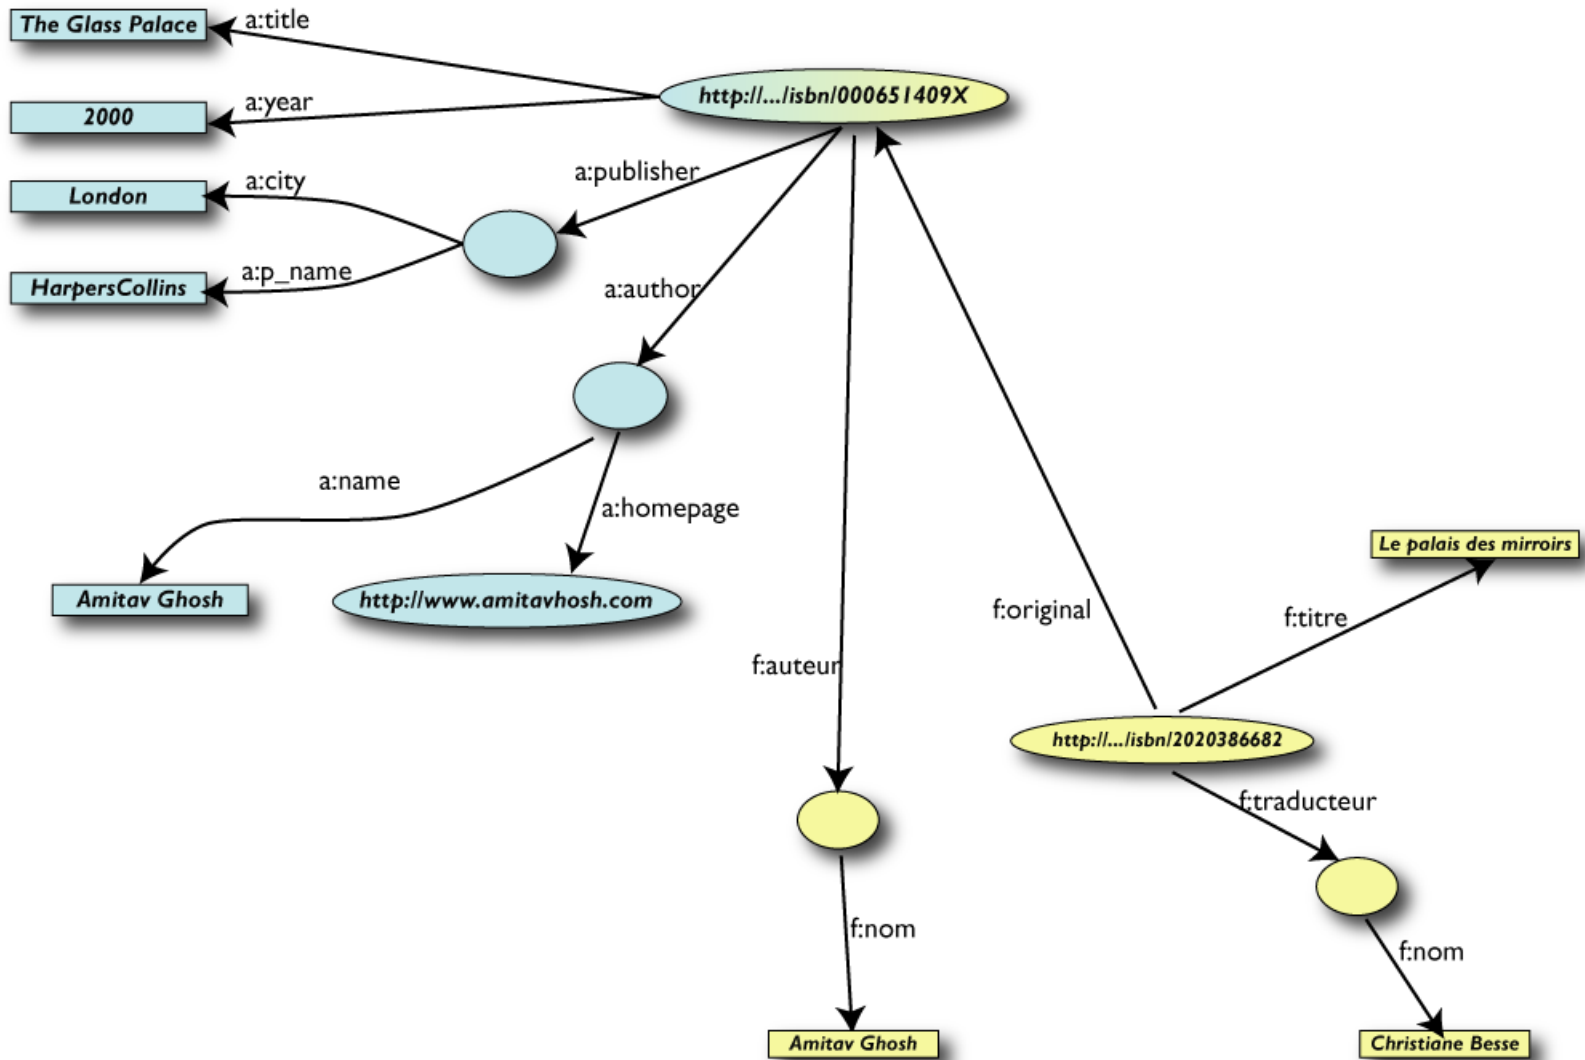 The Glass Palace
a:title
http://.../isbn/000651409X
2000
a:year
a:publisher
London
a:city
HarpersCollins
a:p_name
a:author
a:name
a:homepage
Amitav Ghosh
http://www.amitavhosh.com
Le palais des mirroirs
f:original
f:titre
f:auteur
http://.../isbn/2020386682
f:traducteur
f:nom
f:nom
Amitav Ghosh
Christiane Besse